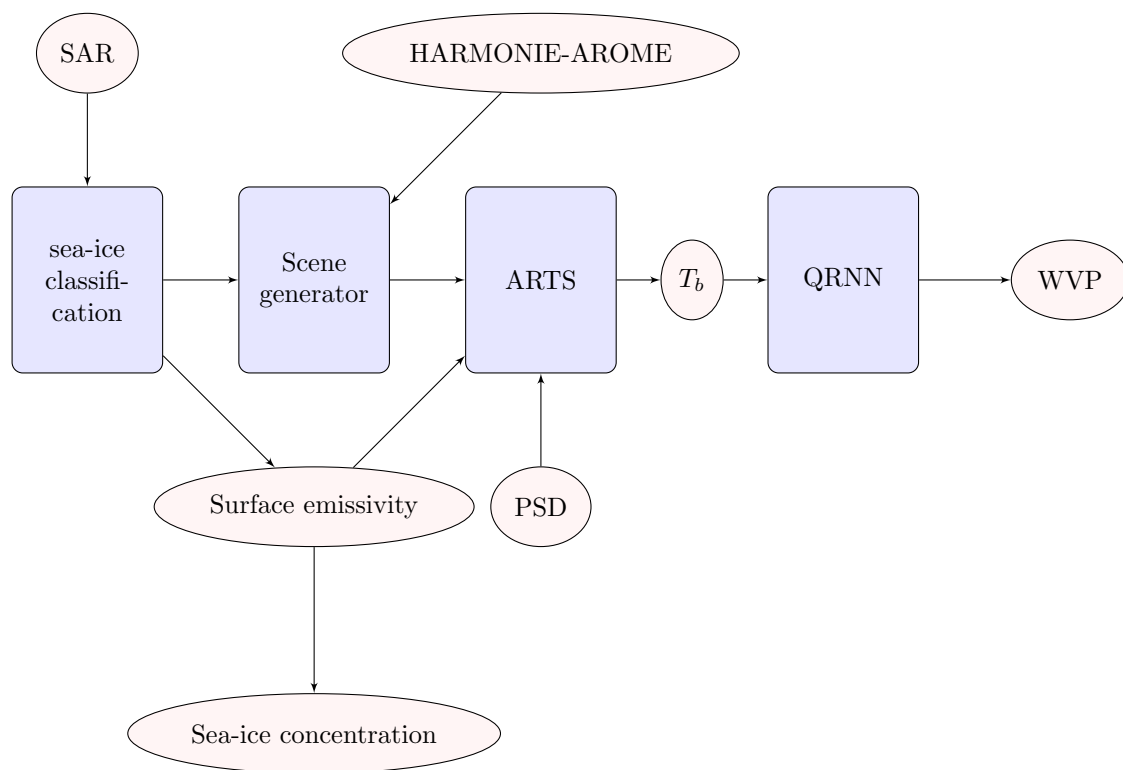 SAR
HARMONIE-AROME
sea-ice
classifi-
cation
Scene
generator
ARTS
T_b
QRNN
WVP
Surface emissivity
PSD
Sea-ice concentration